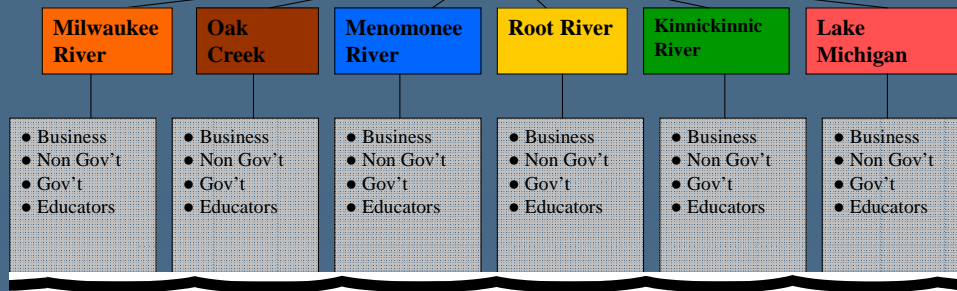 Milwaukee
River
Oak
Creek
Menomonee
River
Root River
Kinnickinnic
River
Lake
Michigan
● Business
● Non Gov't
● Gov't
● Educators
● Business
● Non Gov't
● Gov't
● Educators
● Business
● Non Gov't
● Gov't
● Educators
● Business
● Non Gov't
● Gov't
● Educators
● Business
● Non Gov't
● Gov't
● Educators
● Business
● Non Gov't
● Gov't
● Educators